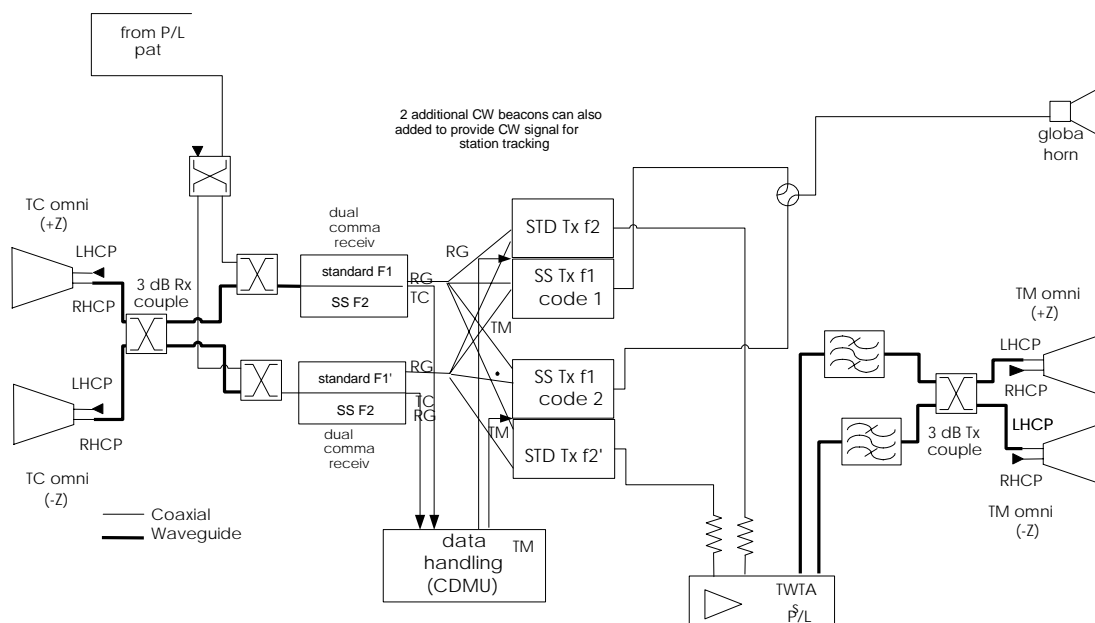 from P/L
pat
2 additional CW beacons can also
added to provide CW signal for
station tracking
globa
horn
TC omni
(+Z)
LHCP
RHCP
3 dB Rx
couple
dual
comma
receiv
standard F1
SS F2
RG
TC
RG
STD Tx f2
SS Tx f1
code 1
TM
LHCP
RHCP
TC omni
(-Z)
standard F1'
SS F2
dual
comma
receiv
RG
TC
RG
TM
SS Tx f1
code 2
STD Tx f2'
TM omni
(+Z)
LHCP
RHCP
LHCP
3 dB Tx
couple
RHCP
TM omni
(-Z)
Coaxial
Waveguide
data
handling
(CDMU)
TM
TWTA
s
P/L